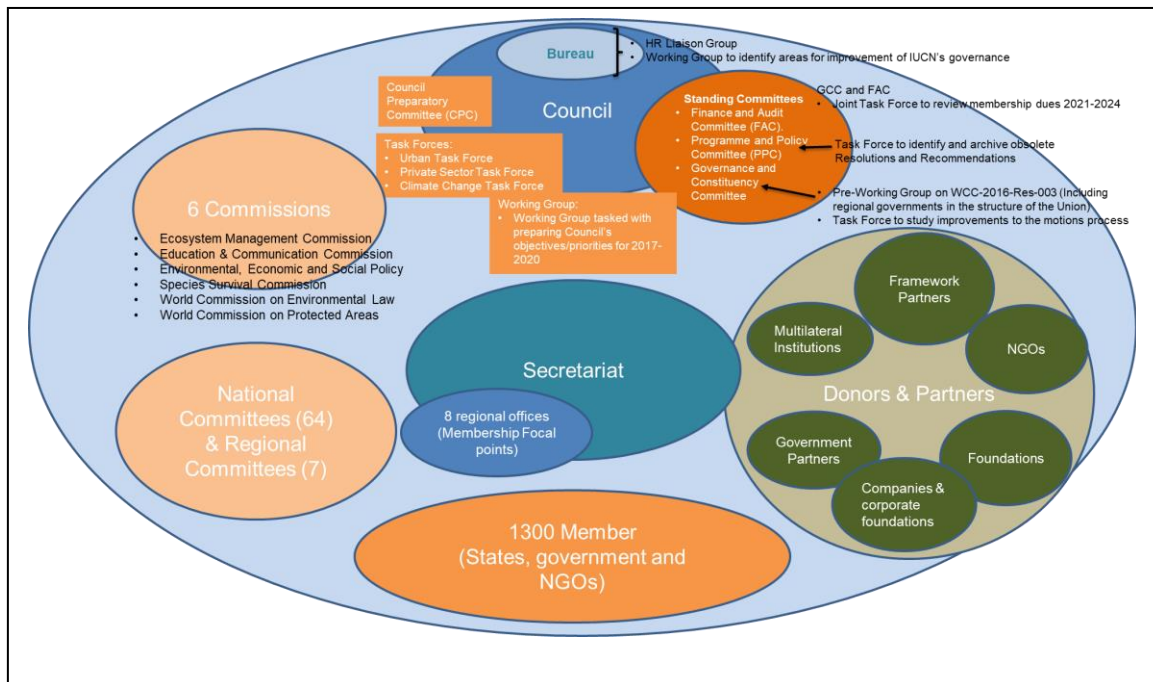 Bureau
• HR Liaison Group
• Working Group to identify areas for improvement of IUCN's governance
Council
Council
Preparatory
Committee (CPC)
Task Forces:
• Urban Task Force
• Private Sector Task Force
• Climate Change Task Force
Working Group:
• Working Group tasked with
preparing Council's
objectives/priorities for 2017-
2020
Standing Committees
• Finance and Audit
Committee (FAC).
• Programme and Policy
Committee (PPC)
• Governance and
Constituency
Committee
GCC and FAC
• Joint Task Force to review membership dues 2021-2024
• Task Force to identify and archive obsolete
Resolutions and Recommendations
• Pre-Working Group on WCC-2016-Res-003 (Including
regional governments in the structure of the Union)
• Task Force to study improvements to the motions process
6 Commissions
• Ecosystem Management Commission
• Education & Communication Commission
• Environmental, Economic and Social Policy
• Species Survival Commission
• World Commission on Environmental Law
• World Commission on Protected Areas
National
Committees (64)
& Regional
Committees (7)
Secretariat
8 regional offices
(Membership Focal
points)
1300 Member
(States, government and
NGOs)
Framework
Partners
Multilateral
Institutions
NGOs
Donors & Partners
Government
Partners
Foundations
Companies &
corporate
foundations